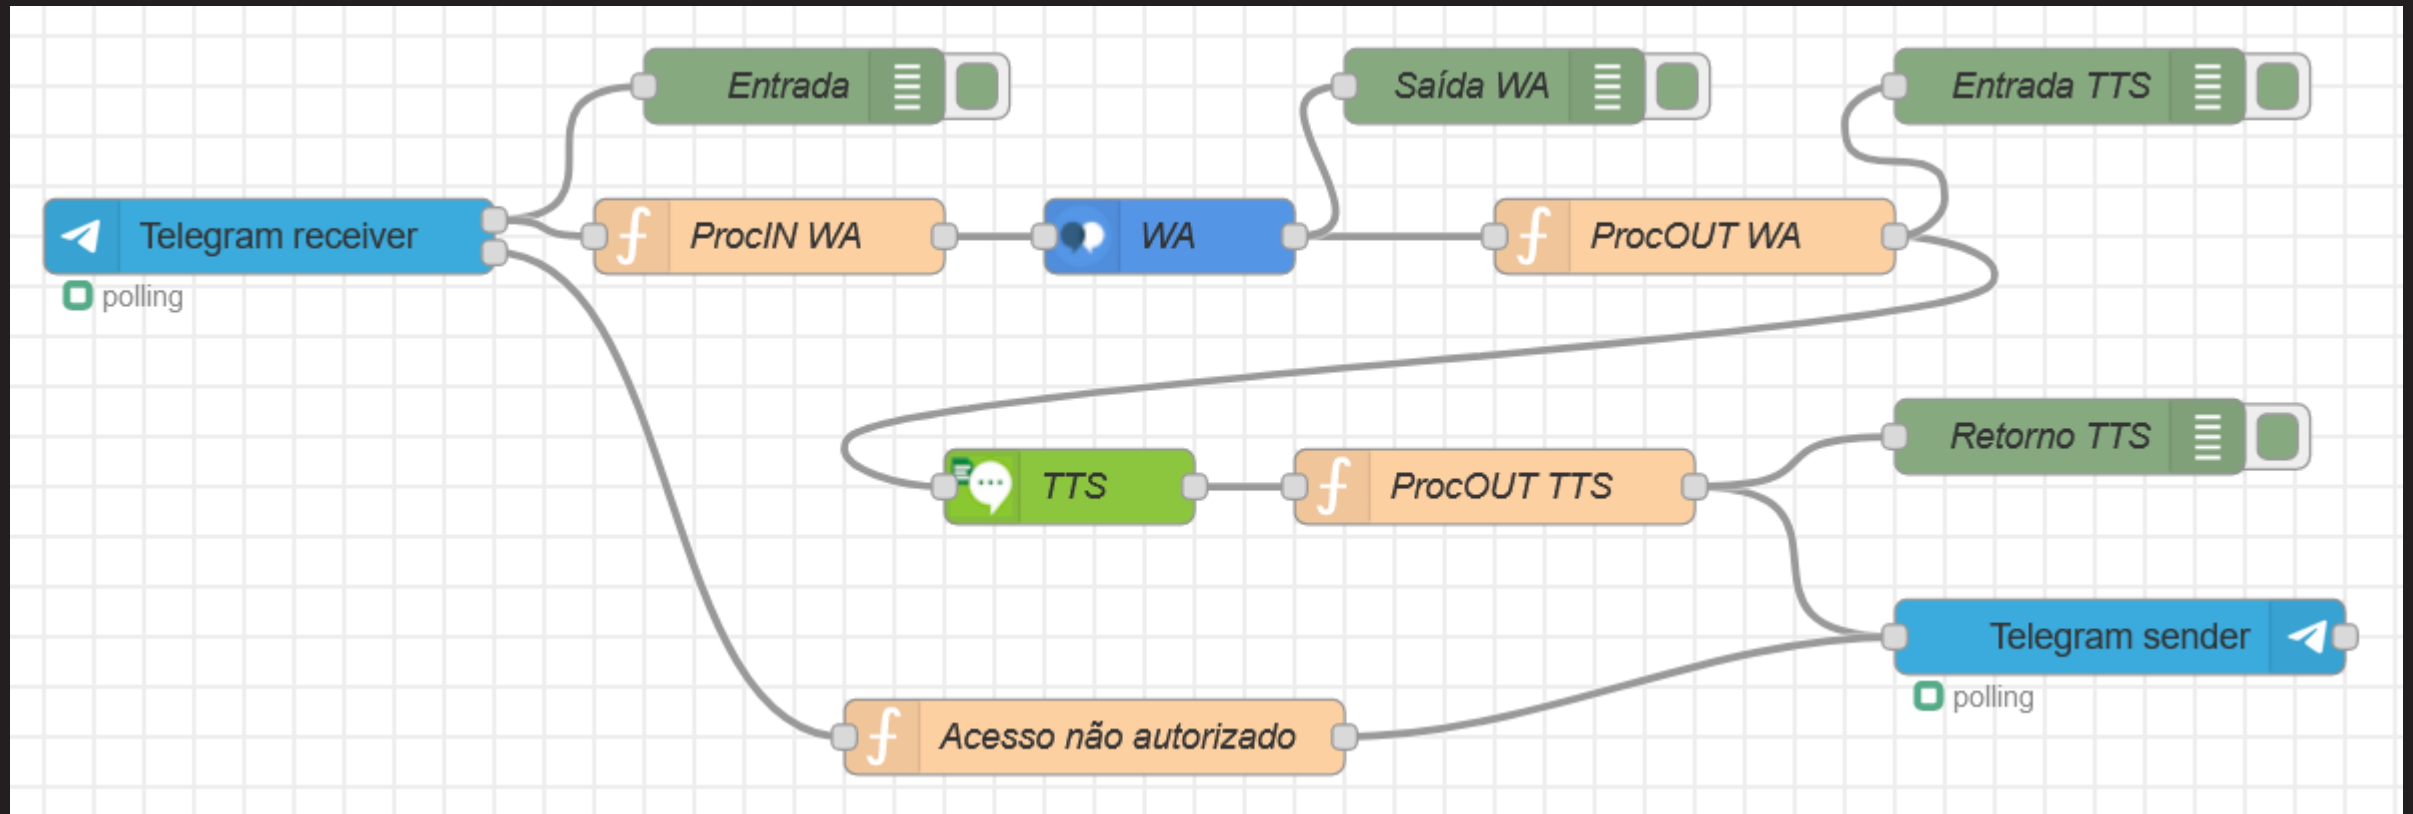 Entrada
Saída WA
Entrada TTS
Telegram receiver
ProcIN WA
WA
ProcOUT WA
polling
Retorno TTS
TTS
ProcOUT TTS
Telegram sender
polling
Acesso não autorizado